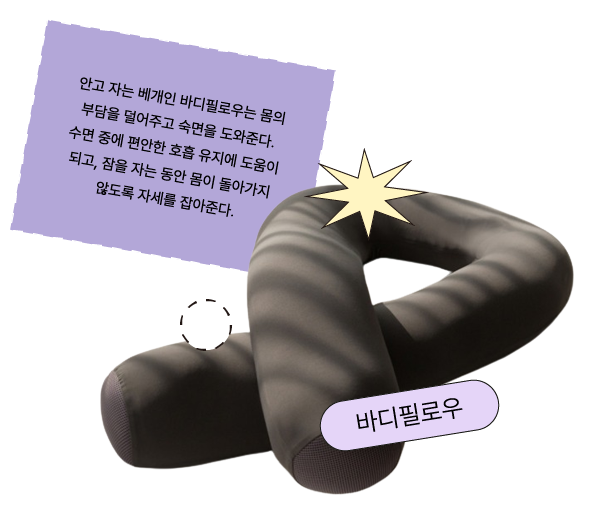 안고 자는 베개인 바디필로우는 몸의
부담을 덜어주고 숙면을 도와준다.
수면 중에 편안한 호흡 유지에 도움이
되고, 잠을 자는 동안 몸이 돌아가지
않도록 자세를 잡아준다.
바디필로우